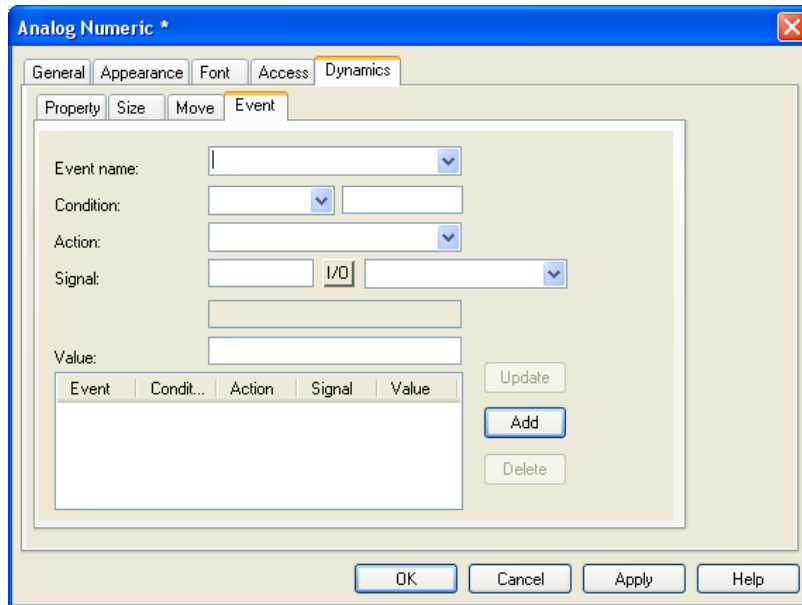 Analog Numeric *
General Appearance Font Access Dynamics
Property Size Move Event
Event name:
Condition:
Action:
Signal: I/O
Value:
Event Condit... Action Signal Value
Update
Add
Delete
OK Cancel Apply Help